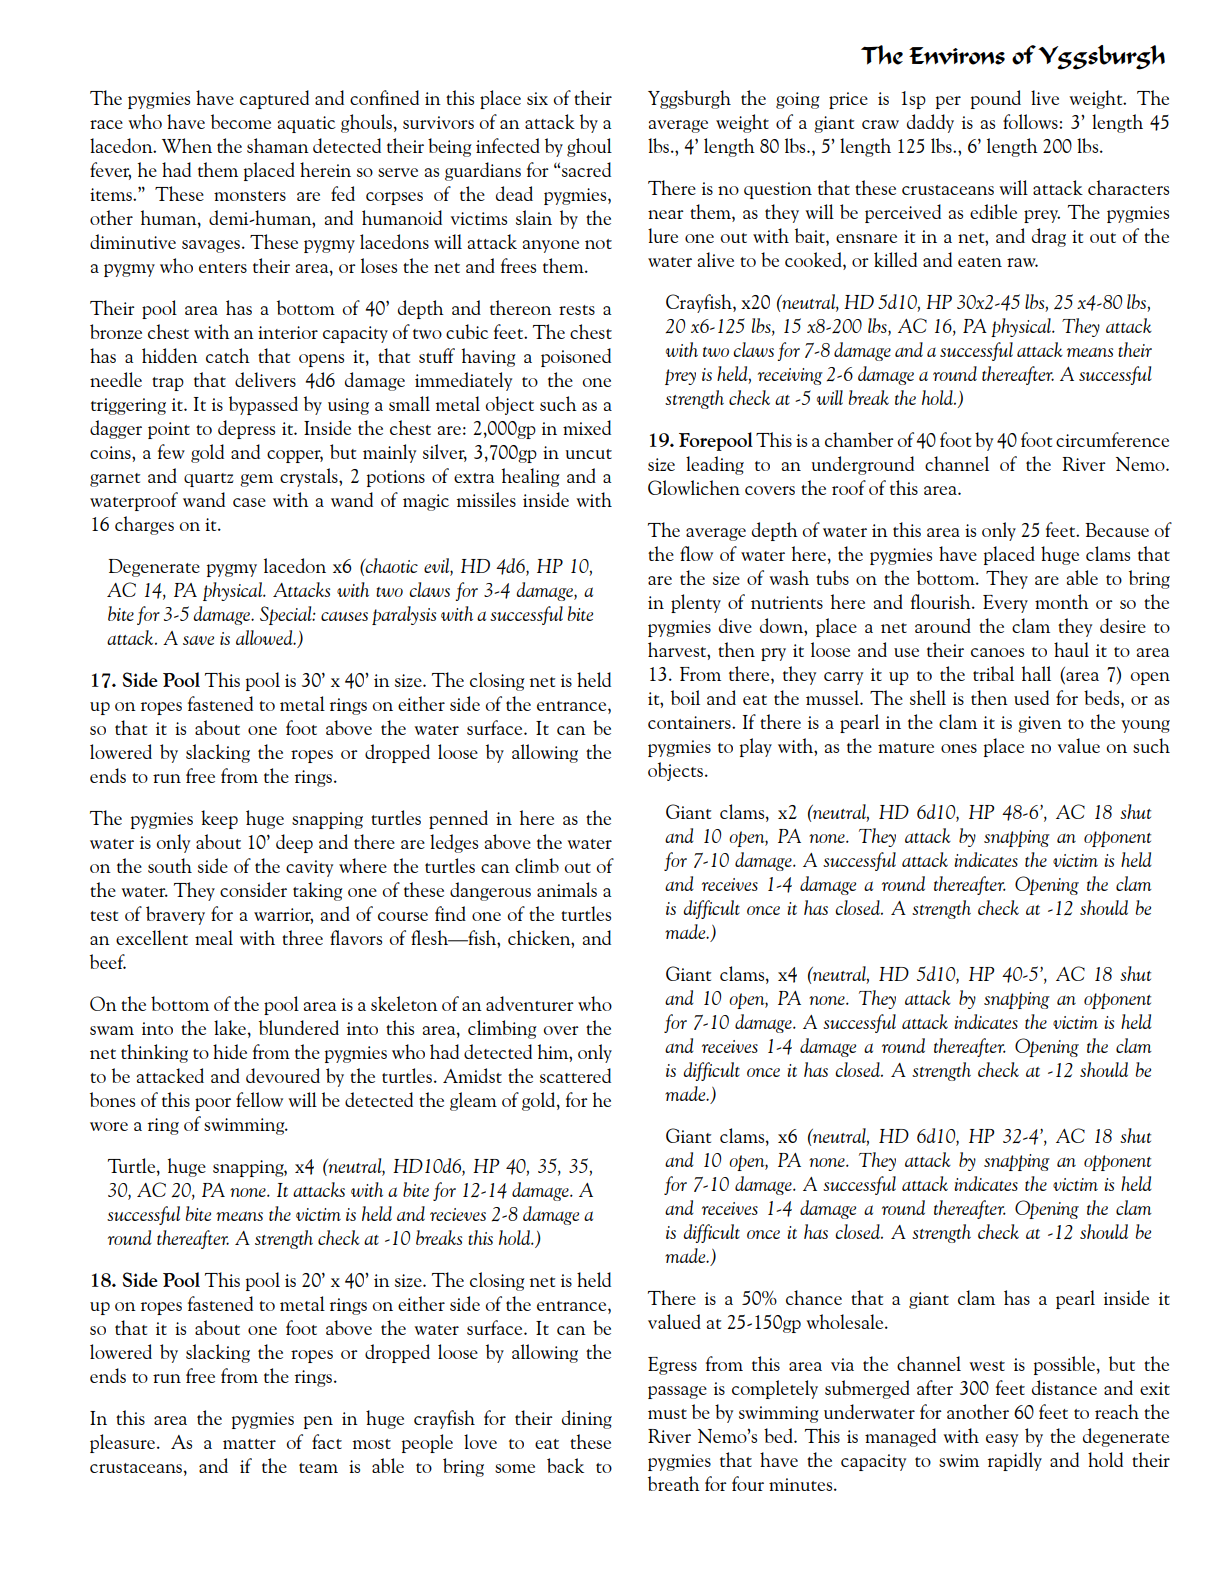 The Environs of Yggsburgh
The pygmies have captured and confined in this place six of their
race who have become aquatic ghouls, survivors of an attack by a
lacedon. When the shaman detected their being infected by ghoul
fever, he had them placed herein so serve as guardians for “sacred
items.” These monsters are fed corpses of the dead pygmies,
other human, demi-human, and humanoid victims slain by the
diminutive savages. These pygmy lacedons will attack anyone not
a pygmy who enters their area, or loses the net and frees them.
Their pool area has a bottom of 40’ depth and thereon rests a
bronze chest with an interior capacity of two cubic feet. The chest
has a hidden catch that opens it, that stuff having a poisoned
needle trap that delivers 4d6 damage immediately to the one
triggering it. It is bypassed by using a small metal object such as a
dagger point to depress it. Inside the chest are: 2,000gp in mixed
coins, a few gold and copper, but mainly silver, 3,700gp in uncut
garnet and quartz gem crystals, 2 potions of extra healing and a
waterproof wand case with a wand of magic missiles inside with
16 charges on it.
Degenerate pygmy lacedon x6 (chaotic evil, HD 4d6, HP 10,
AC 14, PA physical. Attacks with two claws for 3-4 damage, a
bite for 3-5 damage. Special: causes paralysis with a successful bite
attack. A save is allowed.)
17. Side Pool This pool is 30’ x 40’ in size. The closing net is held
up on ropes fastened to metal rings on either side of the entrance,
so that it is about one foot above the water surface. It can be
lowered by slacking the ropes or dropped loose by allowing the
ends to run free from the rings.
The pygmies keep huge snapping turtles penned in here as the
water is only about 10’ deep and there are ledges above the water
on the south side of the cavity where the turtles can climb out of
the water. They consider taking one of these dangerous animals a
test of bravery for a warrior, and of course find one of the turtles
an excellent meal with three flavors of flesh—fish, chicken, and
beef.
On the bottom of the pool area is a skeleton of an adventurer who
swam into the lake, blundered into this area, climbing over the
net thinking to hide from the pygmies who had detected him, only
to be attacked and devoured by the turtles. Amidst the scattered
bones of this poor fellow will be detected the gleam of gold, for he
wore a ring of swimming.
Turtle, huge snapping, x4 (neutral, HD10d6, HP 40, 35, 35,
30, AC 20, PA none. It attacks with a bite for 12-14 damage. A
successful bite means the victim is held and recieves 2-8 damage a
round thereafter. A strength check at -10 breaks this hold.)
18. Side Pool This pool is 20’ x 40’ in size. The closing net is held
up on ropes fastened to metal rings on either side of the entrance,
so that it is about one foot above the water surface. It can be
lowered by slacking the ropes or dropped loose by allowing the
ends to run free from the rings.
In this area the pygmies pen in huge crayfish for their dining
pleasure. As a matter of fact most people love to eat these
crustaceans, and if the team is able to bring some back to
Yggsburgh the going price is 1sp per pound live weight. The
average weight of a giant craw daddy is as follows: 3’ length 45
lbs., 4’ length 80 lbs., 5’ length 125 lbs., 6’ length 200 lbs.
There is no question that these crustaceans will attack characters
near them, as they will be perceived as edible prey. The pygmies
lure one out with bait, ensnare it in a net, and drag it out of the
water alive to be cooked, or killed and eaten raw.
Crayfish, x20 (neutral, HD 5d10, HP 30x2-45 lbs, 25 x4-80 lbs,
20 x6-125 lbs, 15 x8-200 lbs, AC 16, PA physical. They attack
with two claws for 7-8 damage and a successful attack means their
prey is held, receiving 2-6 damage a round thereafter. A successful
strength check at -5 will break the hold.)
19. Forepool This is a chamber of 40 foot by 40 foot circumference
size leading to an underground channel of the River Nemo.
Glowlichen covers the roof of this area.
The average depth of water in this area is only 25 feet. Because of
the flow of water here, the pygmies have placed huge clams that
are the size of wash tubs on the bottom. They are able to bring
in plenty of nutrients here and flourish. Every month or so the
pygmies dive down, place a net around the clam they desire to
harvest, then pry it loose and use their canoes to haul it to area
13. From there, they carry it up to the tribal hall (area 7) open
it, boil and eat the mussel. The shell is then used for beds, or as
containers. If there is a pearl in the clam it is given to the young
pygmies to play with, as the mature ones place no value on such
objects.
Giant clams, x2 (neutral, HD 6d10, HP 48-6’, AC 18 shut
and 10 open, PA none. They attack by snapping an opponent
for 7-10 damage. A successful attack indicates the victim is held
and receives 1-4 damage a round thereafter. Opening the clam
is difficult once it has closed. A strength check at -12 should be
made.)
Giant clams, x4 (neutral, HD 5d10, HP 40-5’, AC 18 shut
and 10 open, PA none. They attack by snapping an opponent
for 7-10 damage. A successful attack indicates the victim is held
and receives 1-4 damage a round thereafter. Opening the clam
is difficult once it has closed. A strength check at -12 should be
made.)
Giant clams, x6 (neutral, HD 6d10, HP 32-4’, AC 18 shut
and 10 open, PA none. They attack by snapping an opponent
for 7-10 damage. A successful attack indicates the victim is held
and receives 1-4 damage a round thereafter. Opening the clam
is difficult once it has closed. A strength check at -12 should be
made.)
There is a 50% chance that a giant clam has a pearl inside it
valued at 25-150gp wholesale.
Egress from this area via the channel west is possible, but the
passage is completely submerged after 300 feet distance and exit
must be by swimming underwater for another 60 feet to reach the
River Nemo’s bed. This is managed with easy by the degenerate
pygmies that have the capacity to swim rapidly and hold their
breath for four minutes.